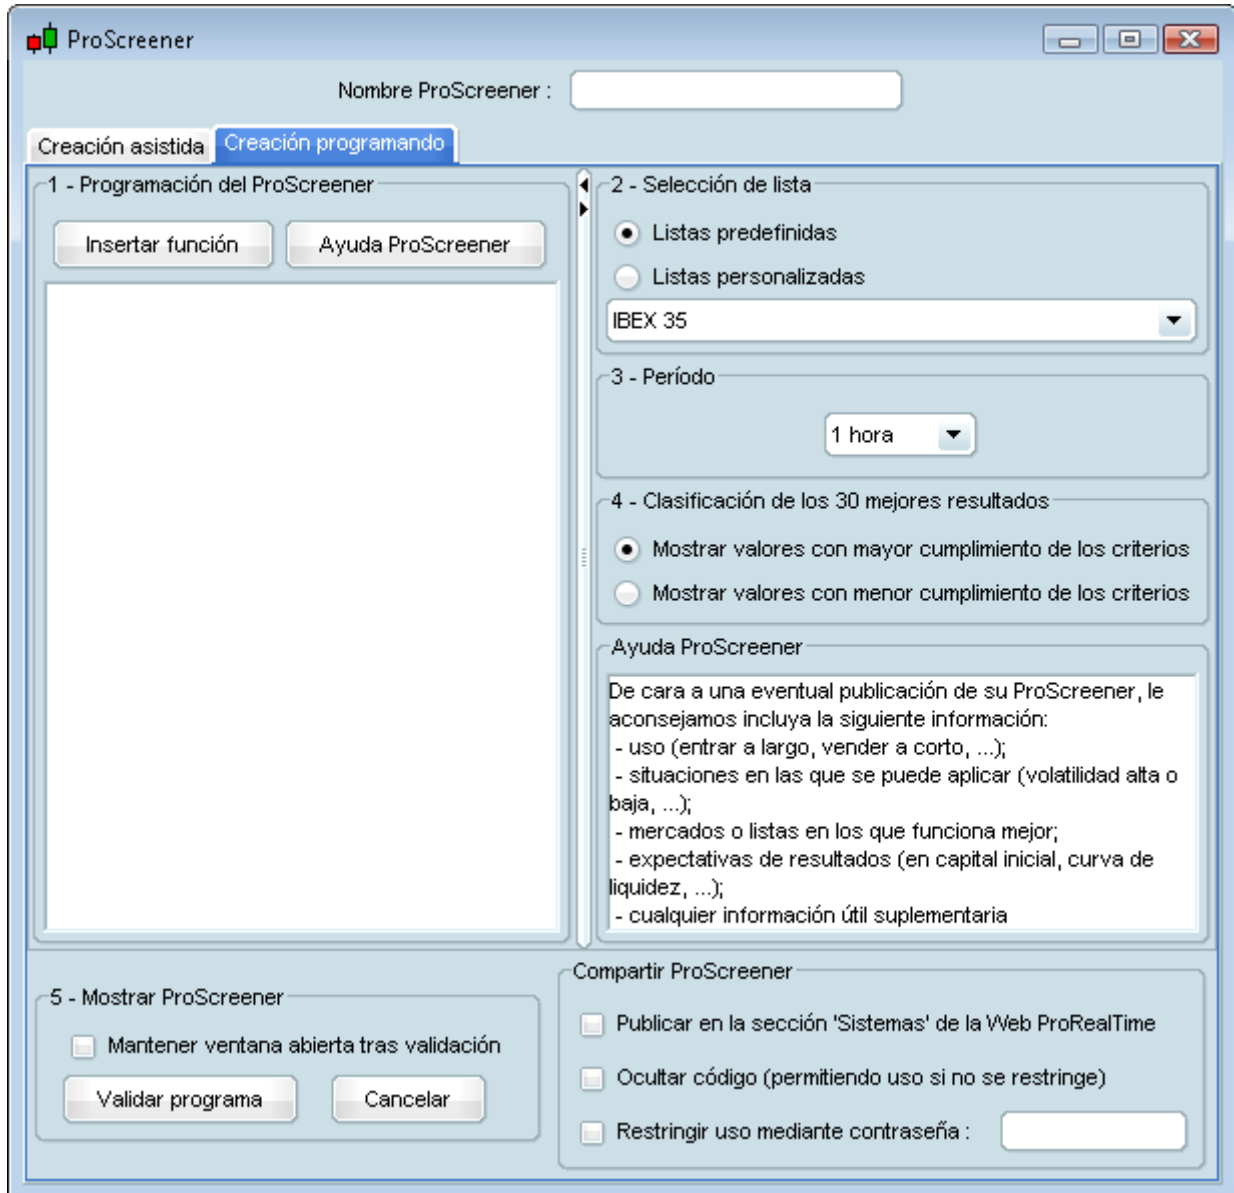 ProScreener
Nombre ProScreener :
Creación asistida
Creación programando
1 - Programación del ProScreener
Insertar función
Ayuda ProScreener
2 - Selección de lista
Listas predefinidas
Listas personalizadas
IBEX 35
3 - Período
1 hora
4 - Clasificación de los 30 mejores resultados
Mostrar valores con mayor cumplimiento de los criterios
Mostrar valores con menor cumplimiento de los criterios
Ayuda ProScreener
De cara a una eventual publicación de su ProScreener, le
aconsejamos incluya la siguiente información:
- uso (entrar a largo, vender a corto, ...);
- situaciones en las que se puede aplicar (volatilidad alta o
baja, ...);
- mercados o listas en los que funciona mejor;
- expectativas de resultados (en capital inicial, curva de
liquidez, ...);
- cualquier información útil suplementaria
5 - Mostrar ProScreener
Mantener ventana abierta tras validación
Validar programa
Cancelar
Compartir ProScreener
Publicar en la sección 'Sistemas' de la Web ProRealTime
Ocultar código (permitiendo uso si no se restringe)
Restringir uso mediante contraseña :